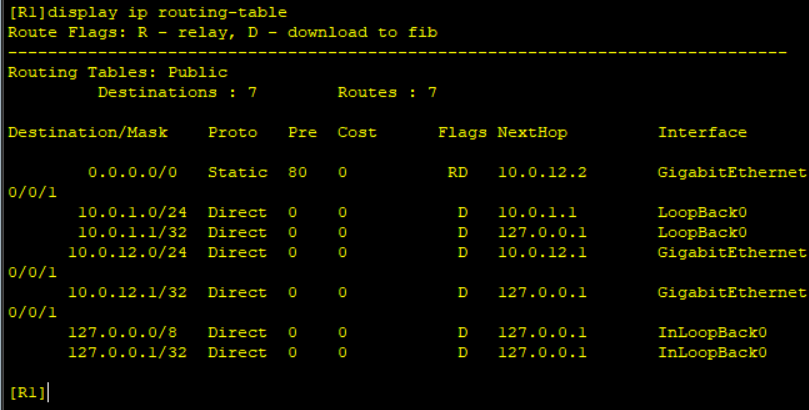 [R1]display ip routing-table
Route Flags: R - relay, D - download to fib
------------------------------------------------------------------------------
Routing Tables: Public
         Destinations : 7        Routes : 7

Destination/Mask    Proto   Pre  Cost      Flags NextHop         Interface

        0.0.0.0/0   Static  80   0          RD   10.0.12.2       GigabitEthernet
0/0/1
       10.0.1.0/24  Direct  0    0           D   10.0.1.1        LoopBack0
       10.0.1.1/32  Direct  0    0           D   127.0.0.1       LoopBack0
      10.0.12.0/24  Direct  0    0           D   10.0.12.1       GigabitEthernet
0/0/1
      10.0.12.1/32  Direct  0    0           D   127.0.0.1       GigabitEthernet
0/0/1
      127.0.0.0/8   Direct  0    0           D   127.0.0.1       InLoopBack0
      127.0.0.1/32  Direct  0    0           D   127.0.0.1       InLoopBack0

[R1]